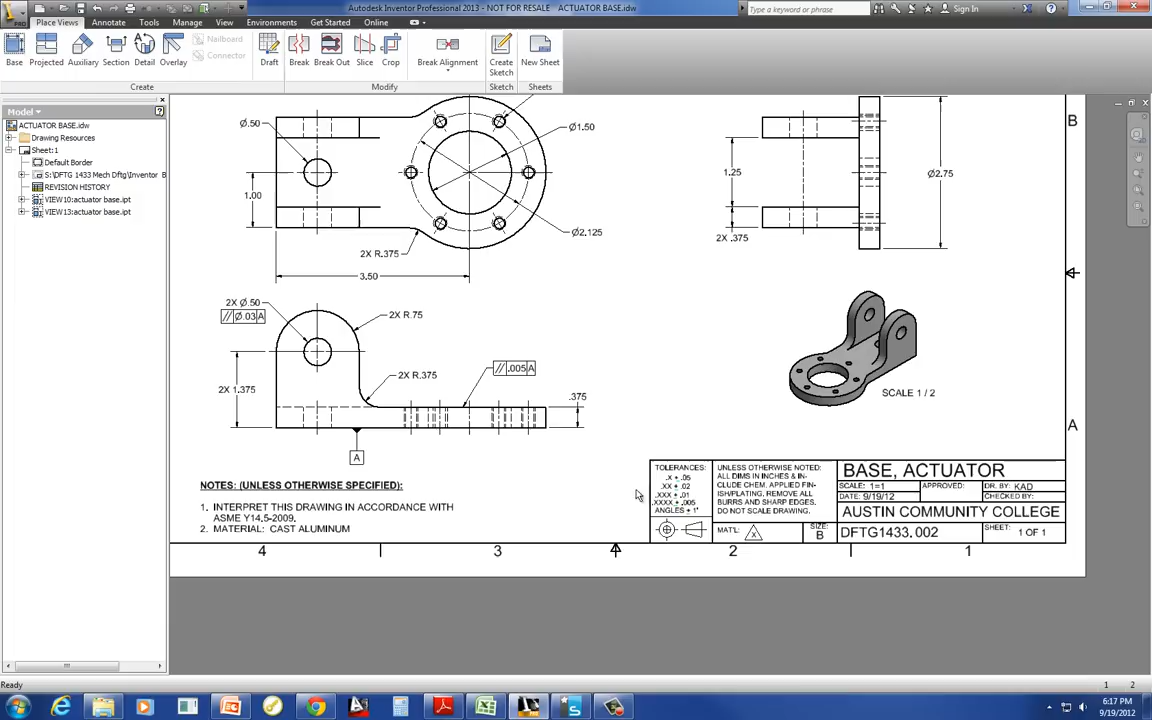 PRO
Autodesk Inventor Professional 2013 - NOT FOR RESALE ACTUATOR BASE.idw
Type a keyword or phrase
Sign In
Place Views
Annotate
Tools
Manage
View
Environments
Get Started
Online
Base
Projected
Auxiliary
Section
Detail
Overlay
Nailboard
Connector
Draft
Break
Break Out
Slice
Crop
Break Alignment
Create
Sketch
New Sheet
Create
Modify
Sketch
Sheets
Model
ACTUATOR BASE.idw
Drawing Resources
Sheet:1
Default Border
S:\DFTG 1433 Mech Dftg\Inventor B
REVISION HISTORY
VIEW10:actuator base.ipt
VIEW13:actuator base.ipt
Ø.50
Ø1.50
1.00
Ø2.125
2X R.375
3.50
1.25
Ø2.75
2X .375
B
2X Ø.50
// Ø.03 A
2X R.75
2X R.375
// .005 A
2X 1.375
.375
A
SCALE 1 / 2
A
NOTES: (UNLESS OTHERWISE SPECIFIED):
1. INTERPRET THIS DRAWING IN ACCORDANCE WITH
ASME Y14.5-2009.
2. MATERIAL: CAST ALUMINUM
TOLERANCES:
.X ± .05
.XX ± .02
.XXX ± .01
.XXXX ± .005
ANGLES ± 1°
UNLESS OTHERWISE NOTED:
ALL DIMS IN INCHES & IN-
CLUDE CHEM. APPLIED FIN-
ISH/PLATING, REMOVE ALL
BURRS AND SHARP EDGES.
DO NOT SCALE DRAWING.
MAT'L: X
SIZE:
B
BASE, ACTUATOR
SCALE: 1=1
APPROVED:
DR. BY: KAD
DATE: 9/19/12
CHECKED BY:
AUSTIN COMMUNITY COLLEGE
DFTG1433.002
SHEET:
1 OF 1
4
3
2
1
Ready
1
2
6:17 PM
9/19/2012